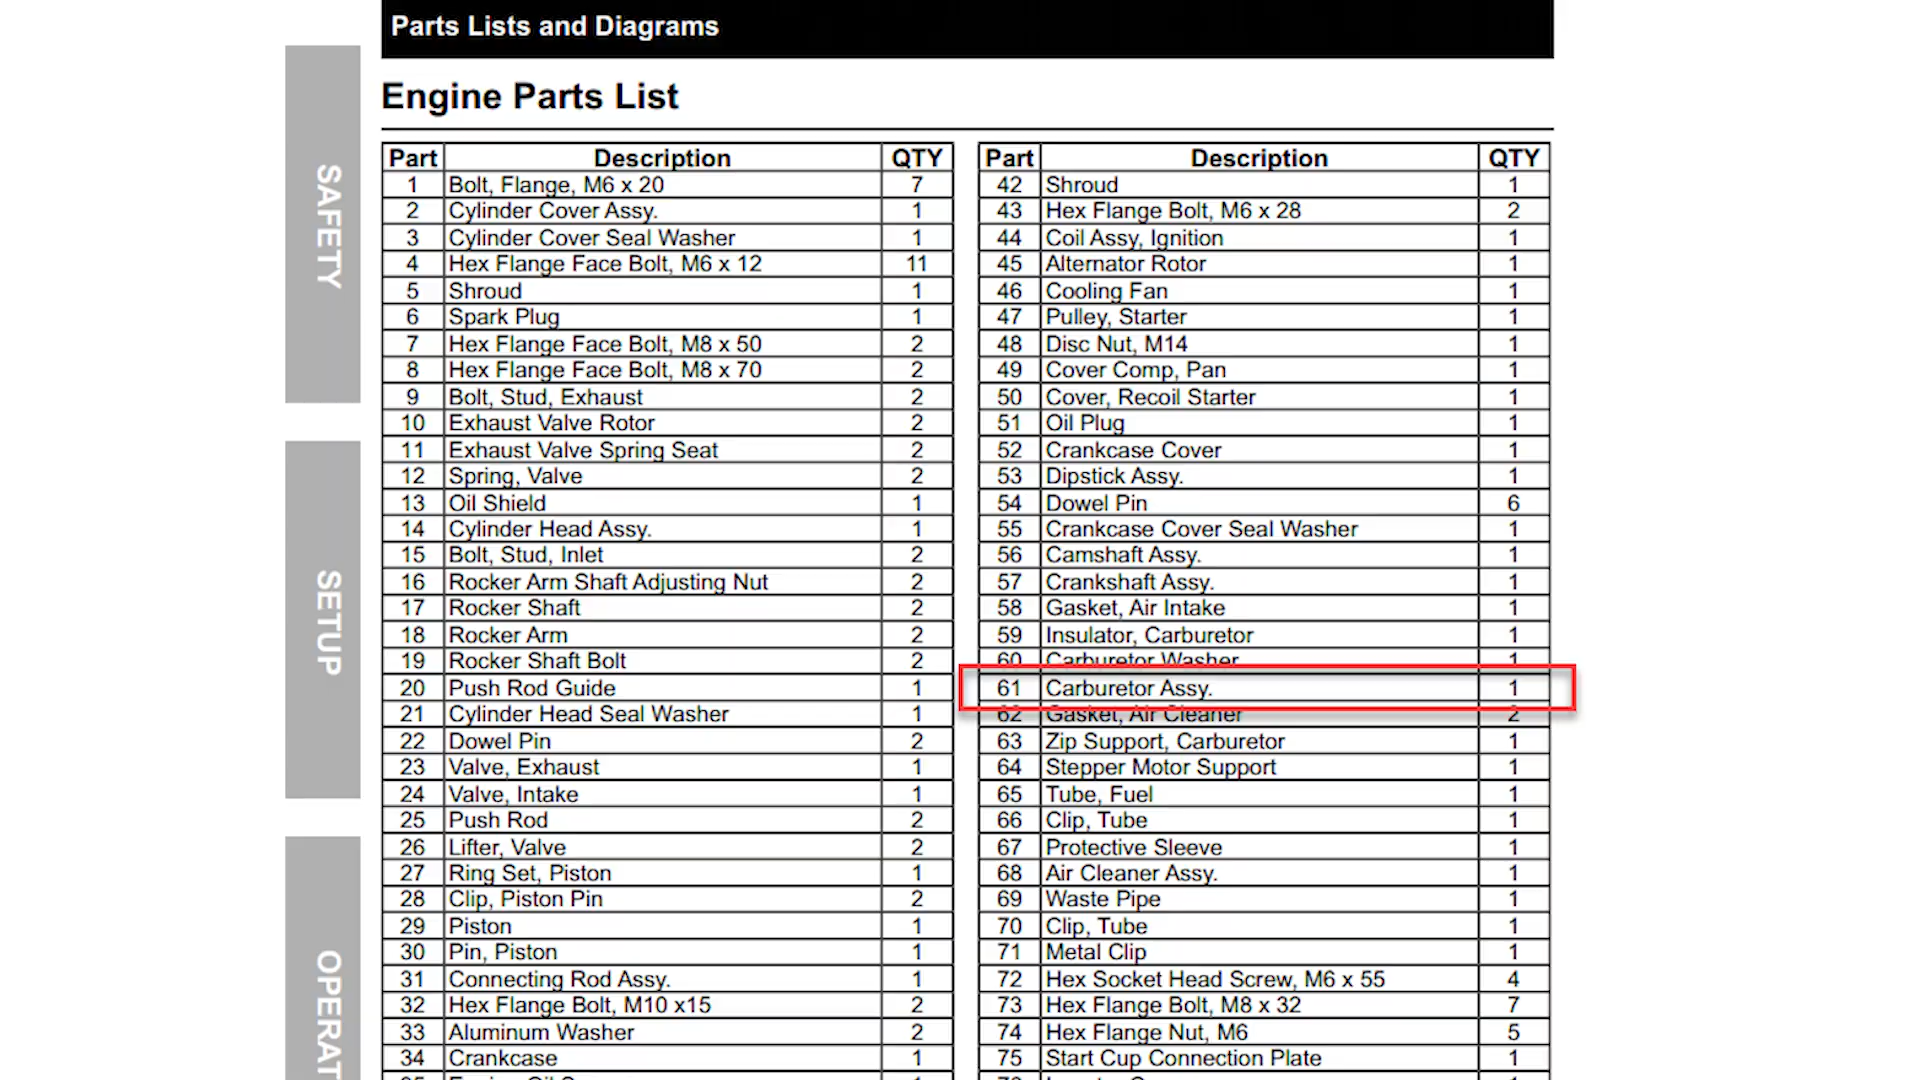 Parts Lists and Diagrams
SAFETY
SETUP
OPERAT
Engine Parts List
Part Description QTY
1 Bolt, Flange, M6 x 20 7
2 Cylinder Cover Assy. 1
3 Cylinder Cover Seal Washer 1
4 Hex Flange Face Bolt, M6 x 12 11
5 Shroud 1
6 Spark Plug 1
7 Hex Flange Face Bolt, M8 x 50 2
8 Hex Flange Face Bolt, M8 x 70 2
9 Bolt, Stud, Exhaust 2
10 Exhaust Valve Rotor 2
11 Exhaust Valve Spring Seat 2
12 Spring, Valve 2
13 Oil Shield 1
14 Cylinder Head Assy. 1
15 Bolt, Stud, Inlet 2
16 Rocker Arm Shaft Adjusting Nut 2
17 Rocker Shaft 2
18 Rocker Arm 2
19 Rocker Shaft Bolt 2
20 Push Rod Guide 1
21 Cylinder Head Seal Washer 1
22 Dowel Pin 2
23 Valve, Exhaust 1
24 Valve, Intake 1
25 Push Rod 2
26 Lifter, Valve 2
27 Ring Set, Piston 1
28 Clip, Piston Pin 2
29 Piston 1
30 Pin, Piston 1
31 Connecting Rod Assy. 1
32 Hex Flange Bolt, M10 x15 2
33 Aluminum Washer 2
34 Crankcase 1
Part Description QTY
42 Shroud 1
43 Hex Flange Bolt, M6 x 28 2
44 Coil Assy, Ignition 1
45 Alternator Rotor 1
46 Cooling Fan 1
47 Pulley, Starter 1
48 Disc Nut, M14 1
49 Cover Comp, Pan 1
50 Cover, Recoil Starter 1
51 Oil Plug 1
52 Crankcase Cover 1
53 Dipstick Assy. 1
54 Dowel Pin 6
55 Crankcase Cover Seal Washer 1
56 Camshaft Assy. 1
57 Crankshaft Assy. 1
58 Gasket, Air Intake 1
59 Insulator, Carburetor 1
60 Carburetor Washer 1
61 Carburetor Assy. 1
62 Gasket, Air Cleaner 2
63 Zip Support, Carburetor 1
64 Stepper Motor Support 1
65 Tube, Fuel 1
66 Clip, Tube 1
67 Protective Sleeve 1
68 Air Cleaner Assy. 1
69 Waste Pipe 1
70 Clip, Tube 1
71 Metal Clip 1
72 Hex Socket Head Screw, M6 x 55 4
73 Hex Flange Bolt, M8 x 32 7
74 Hex Flange Nut, M6 5
75 Start Cup Connection Plate 1